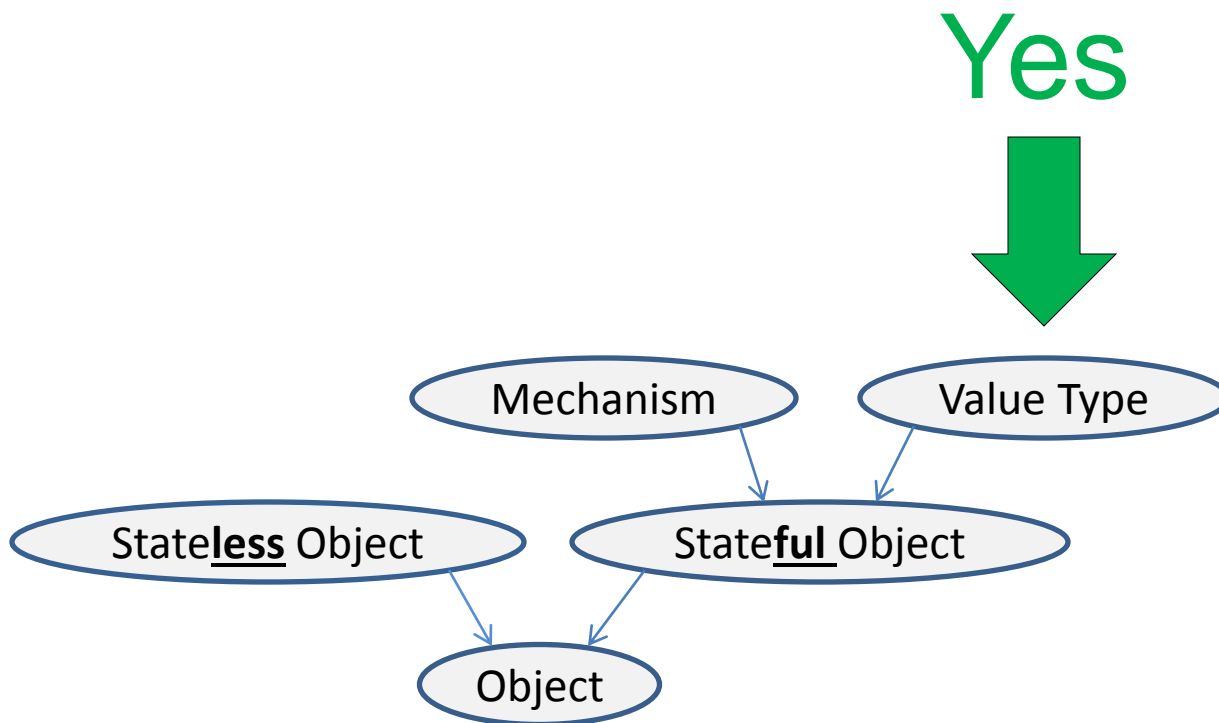 Yes
Mechanism
Value Type
Stateless Object
Stateful Object
Object